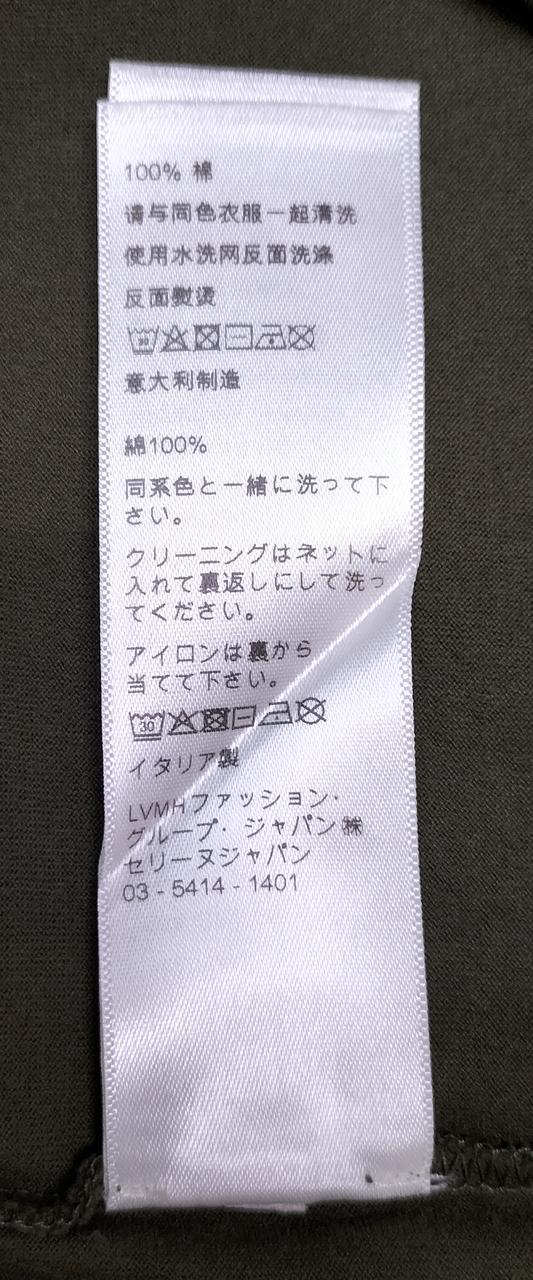 100% 棉
请与同色衣服一起清洗
使用水洗网反面洗涤
反面熨烫
30
意大利制造
綿100%
同系色と一緒に洗って下
さい。
クリーニングはネットに
入れて裏返しにして洗っ
てください。
アイロンは裏から
当てて下さい。
30
イタリア製
LVMHファッション·
グループ· ジャパン㈱
セリーヌジャパン
03 - 5414 - 1401